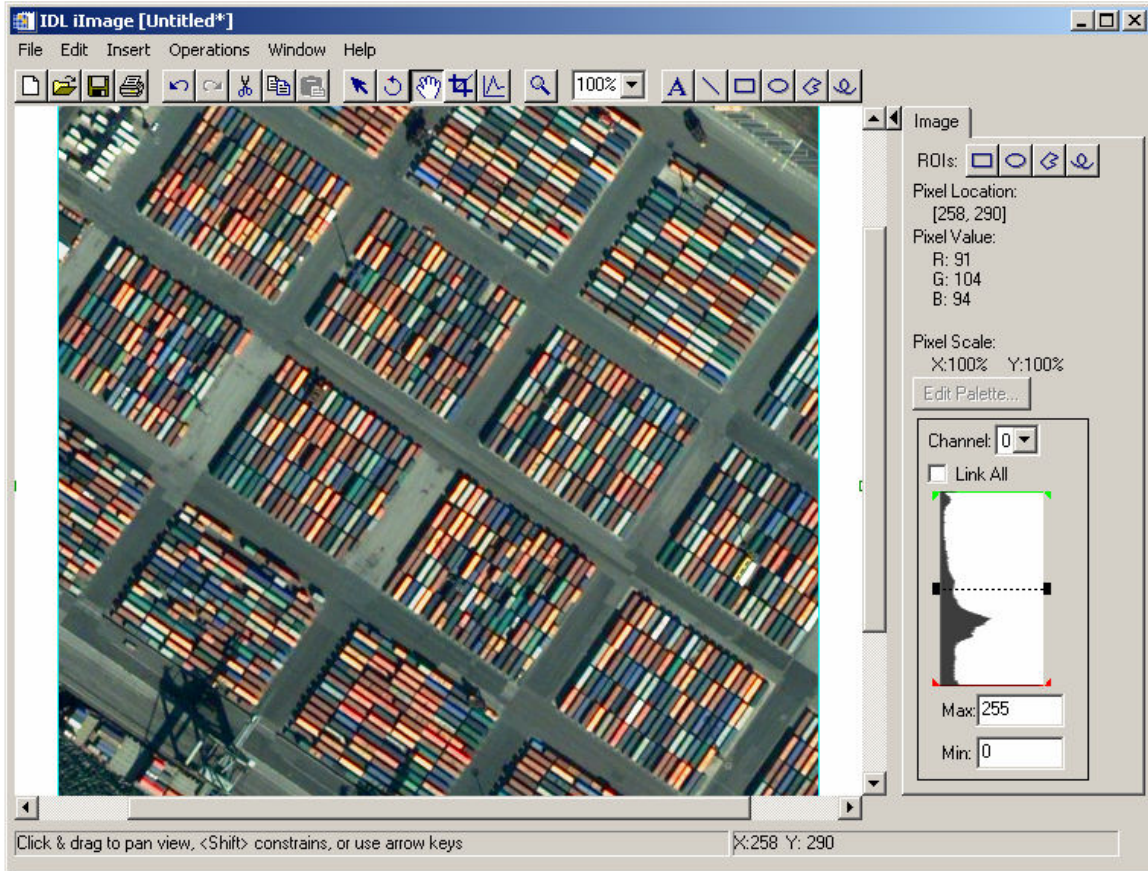 IDL iImage [Untitled*]
File Edit Insert Operations Window Help
100% A
Image
ROIs:
Pixel Location:
[258, 290]
Pixel Value:
R: 91
G: 104
B: 94
Pixel Scale:
X:100% Y:100%
Edit Palette...
Channel: 0
Link All
Max: 255
Min: 0
Click & drag to pan view, <Shift> constrains, or use arrow keys
X:258 Y: 290